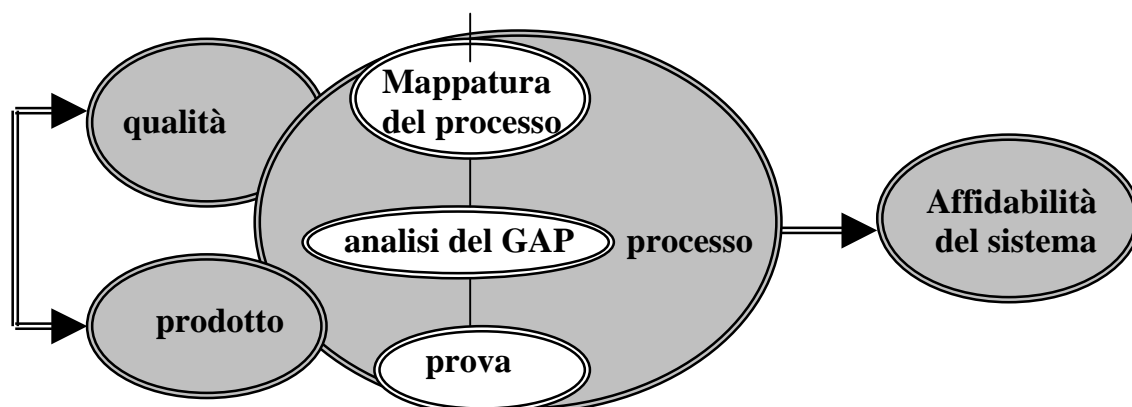 qualità
Mappatura
del processo
analisi del GAP
processo
prodotto
prova
Affidabilità
del sistema